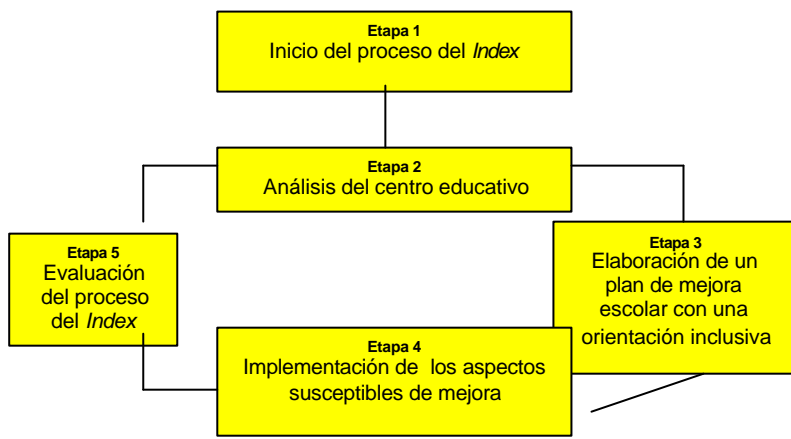 Etapa 1
Inicio del proceso del Index
Etapa 2
Análisis del centro educativo
Etapa 3
Elaboración de un
plan de mejora
escolar con una
orientación inclusiva
Etapa 4
Implementación de los aspectos
susceptibles de mejora
Etapa 5
Evaluación
del proceso
del Index